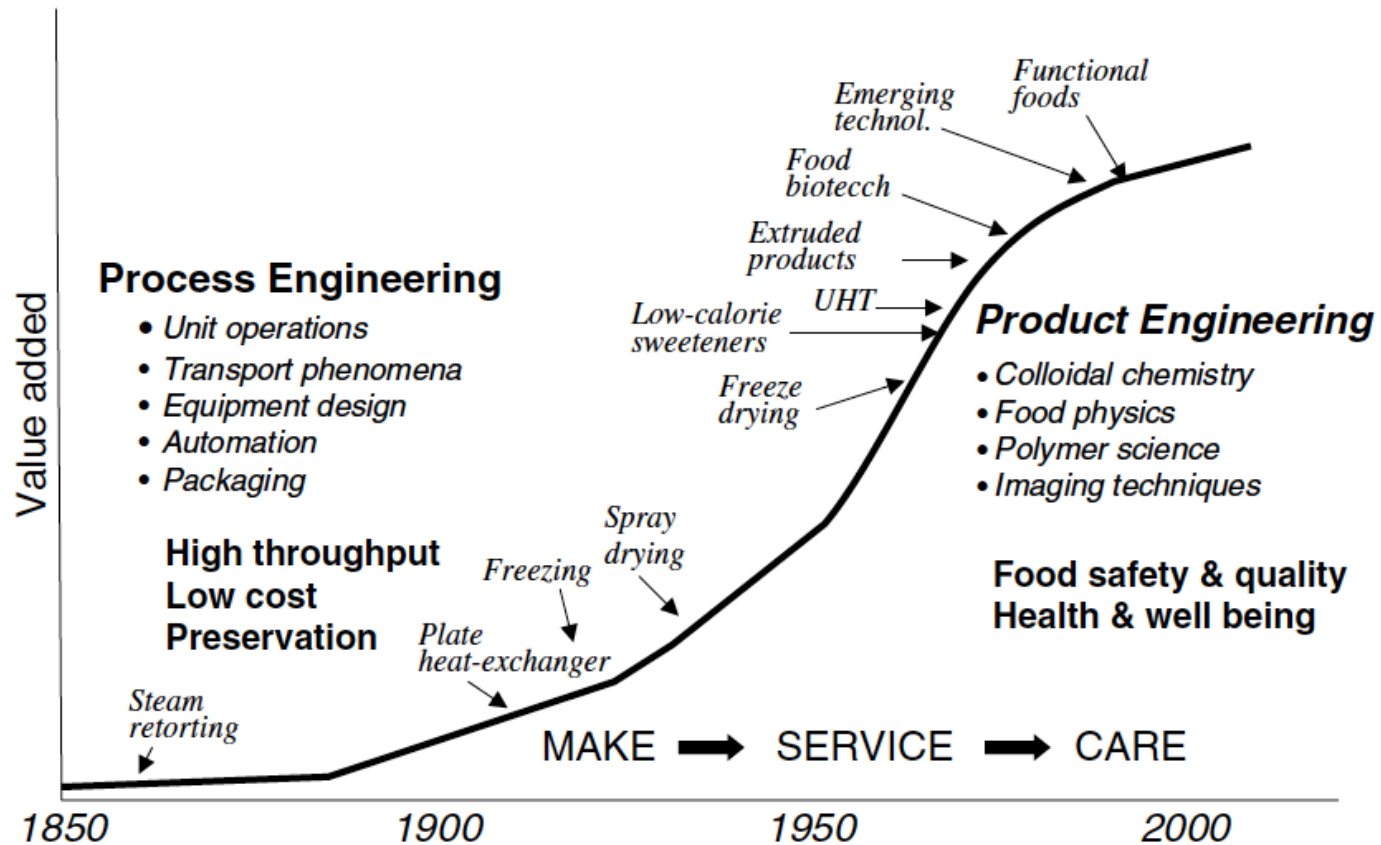 Functional
foods
Emerging
technol.
Food
biotecch
Extruded
products
UHT
Low-calorie
sweeteners
Freeze
drying
Process Engineering
• Unit operations
• Transport phenomena
• Equipment design
• Automation
• Packaging
High throughput
Low cost
Preservation
Product Engineering
• Colloidal chemistry
• Food physics
• Polymer science
• Imaging techniques
Food safety & quality
Health & well being
Spray
drying
Freezing
Plate
heat-exchanger
Steam
retorting
MAKE ➡ SERVICE ➡ CARE
Value added
1850 1900 1950 2000